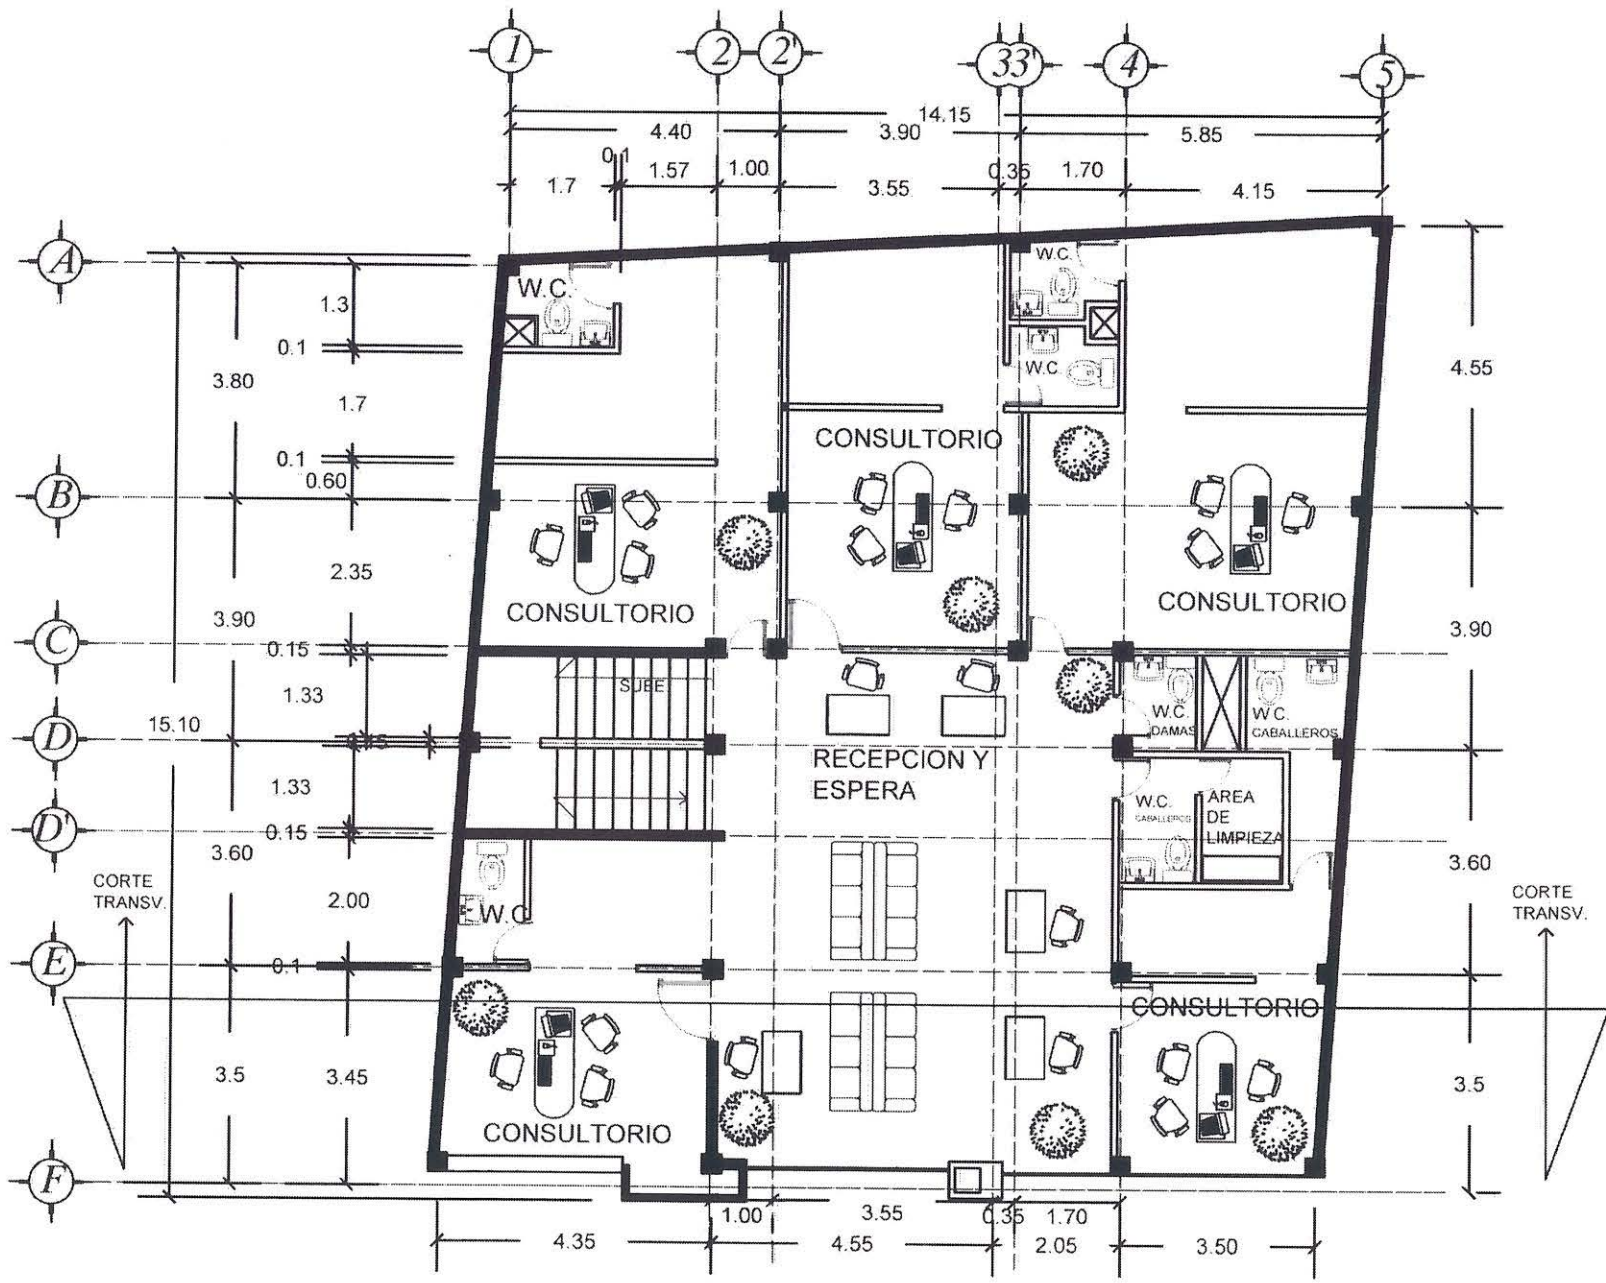 1 2 2' 3 3' 4 5
14.15
4.40 3.90 5.85
0.1 1.57 1.00 0.35 1.70
1.7 3.55 4.15
A
W.C.
W.C.
1.3
0.1
3.80
W.C
4.55
1.7
CONSULTORIO
0.1
0.60
B
2.35
CONSULTORIO
CONSULTORIO
3.90
C
0.15
3.90
1.33
SUBE
W.C.
DAMAS
W.C.
CABALLEROS
15.10
D
RECEPCION Y
ESPERA
1.33
W.C.
CABALLEROS
AREA
DE
LIMPIEZA
D'
0.15
3.60
3.60
CORTE
TRANSV.
2.00
W.C.
CORTE
TRANSV.
E
0.1
CONSULTORIO
3.5
3.45
3.5
CONSULTORIO
F
1.00 3.55 0.35 1.70
4.35 4.55 2.05 3.50